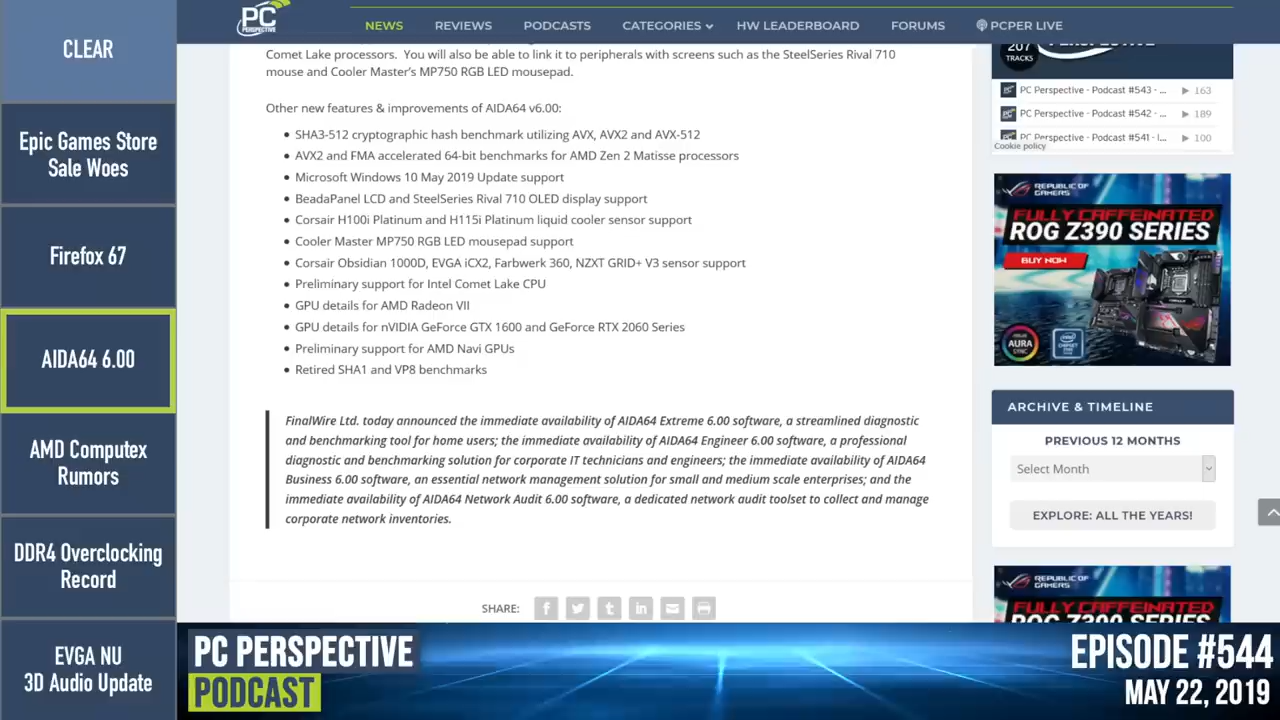 CLEAR
Epic Games Store
Sale Woes
Firefox 67
AIDA64 6.00
AMD Computex
Rumors
DDR4 Overclocking
Record
EVGA NU
3D Audio Update
PC
PERSPECTIVE
NEWS
REVIEWS
PODCASTS
CATEGORIES
HW LEADERBOARD
FORUMS
PCPER LIVE
Comet Lake processors. You will also be able to link it to peripherals with screens such as the SteelSeries Rival 710
mouse and Cooler Master's MP750 RGB LED mousepad.
Other new features & improvements of AIDA64 v6.00:
SHA3-512 cryptographic hash benchmark utilizing AVX, AVX2 and AVX-512
AVX2 and FMA accelerated 64-bit benchmarks for AMD Zen 2 Matisse processors
Microsoft Windows 10 May 2019 Update support
BeadaPanel LCD and SteelSeries Rival 710 OLED display support
Corsair H100i Platinum and H115i Platinum liquid cooler sensor support
Cooler Master MP750 RGB LED mousepad support
Corsair Obsidian 1000D, EVGA iCX2, Farbwerk 360, NZXT GRID+ V3 sensor support
Preliminary support for Intel Comet Lake CPU
GPU details for AMD Radeon VII
GPU details for nVIDIA GeForce GTX 1600 and GeForce RTX 2060 Series
Preliminary support for AMD Navi GPUs
Retired SHA1 and VP8 benchmarks
FinalWire Ltd. today announced the immediate availability of AIDA64 Extreme 6.00 software, a streamlined diagnostic
and benchmarking tool for home users; the immediate availability of AIDA64 Engineer 6.00 software, a professional
diagnostic and benchmarking solution for corporate IT technicians and engineers; the immediate availability of AIDA64
Business 6.00 software, an essential network management solution for small and medium scale enterprises; and the
immediate availability of AIDA64 Network Audit 6.00 software, a dedicated network audit toolset to collect and manage
corporate network inventories.
SHARE:
207
TRACKS
PERSPECTIVE
PC Perspective - Podcast #543 - ... 163
PC Perspective - Podcast #542 - ... 189
PC Perspective - Podcast #541 - I... 100
Cookie policy
REPUBLIC OF
GAMERS
FULLY CAFFEINATED
ROG Z390 SERIES
BUY NOW
AURA
SYNC
ARCHIVE & TIMELINE
PREVIOUS 12 MONTHS
Select Month
EXPLORE: ALL THE YEARS!
REPUBLIC OF
GAMERS
FULLY CAFFEINATED
ROG Z390 SERIES
PC PERSPECTIVE
PODCAST
EPISODE #544
MAY 22, 2019